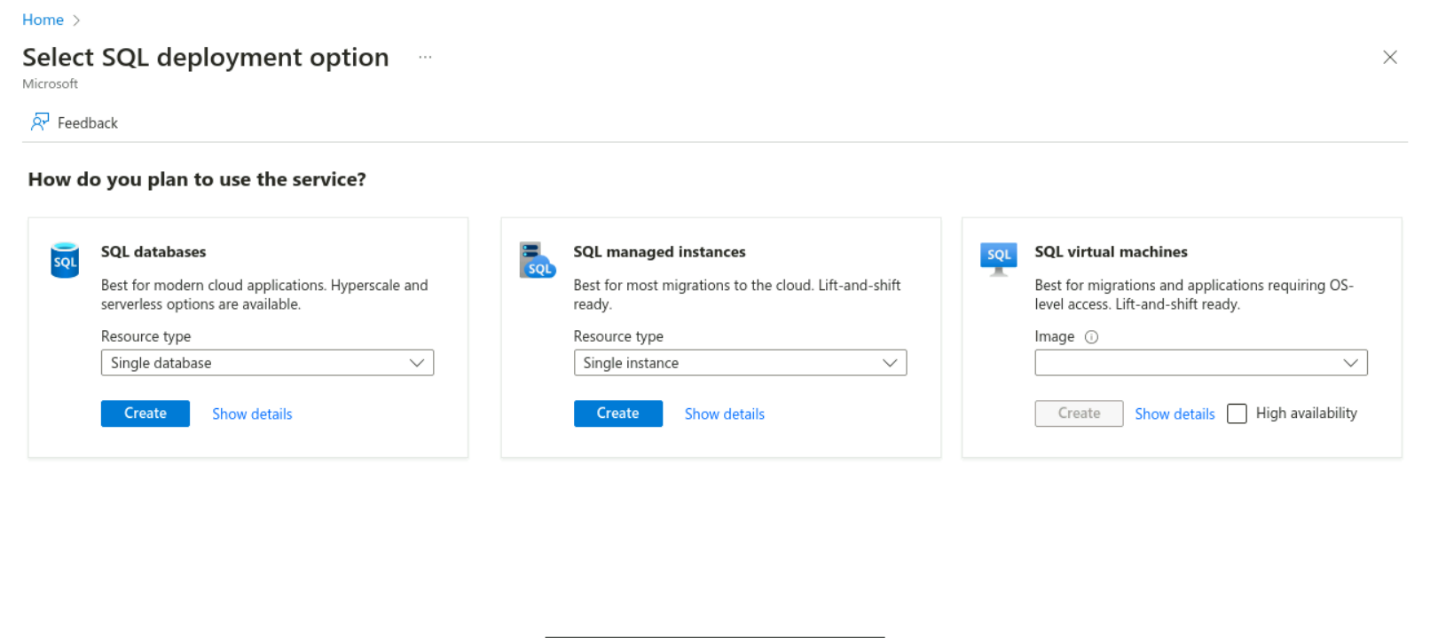 Home >
Select SQL deployment option ...
Microsoft
Feedback
How do you plan to use the service?
SQL
SQL databases
Best for modern cloud applications. Hyperscale and
serverless options are available.
Resource type
Single database
Create Show details
SQL
SQL managed instances
Best for most migrations to the cloud. Lift-and-shift
ready.
Resource type
Single instance
Create Show details
SQL
SQL virtual machines
Best for migrations and applications requiring OS-
level access. Lift-and-shift ready.
Image
Create Show details High availability